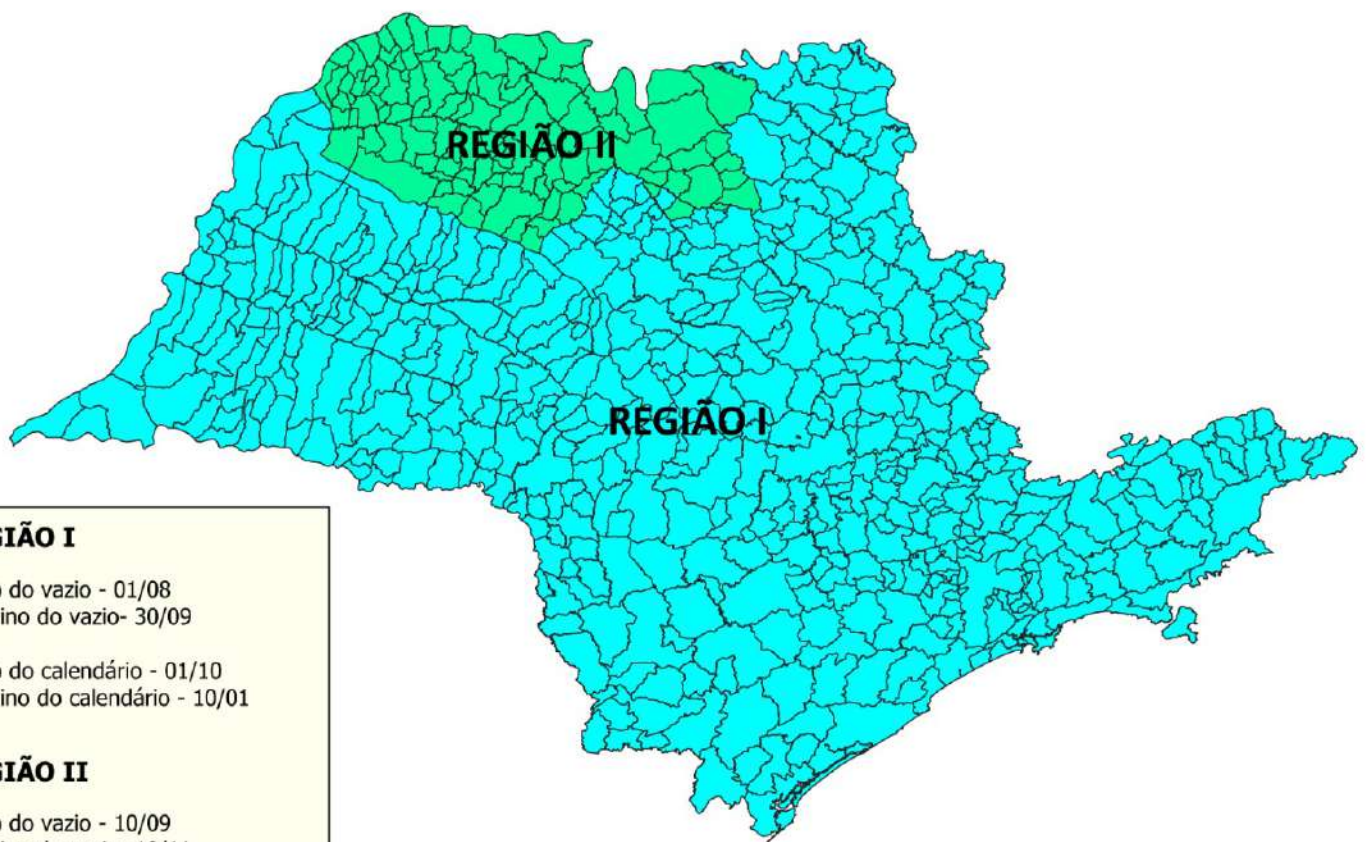 REGIÃO II
REGIÃO I
GIÃO I
o do vazio - 01/08
ino do vazio- 30/09
o do calendário - 01/10
ino do calendário - 10/01
GIÃO II
o do vazio - 10/09